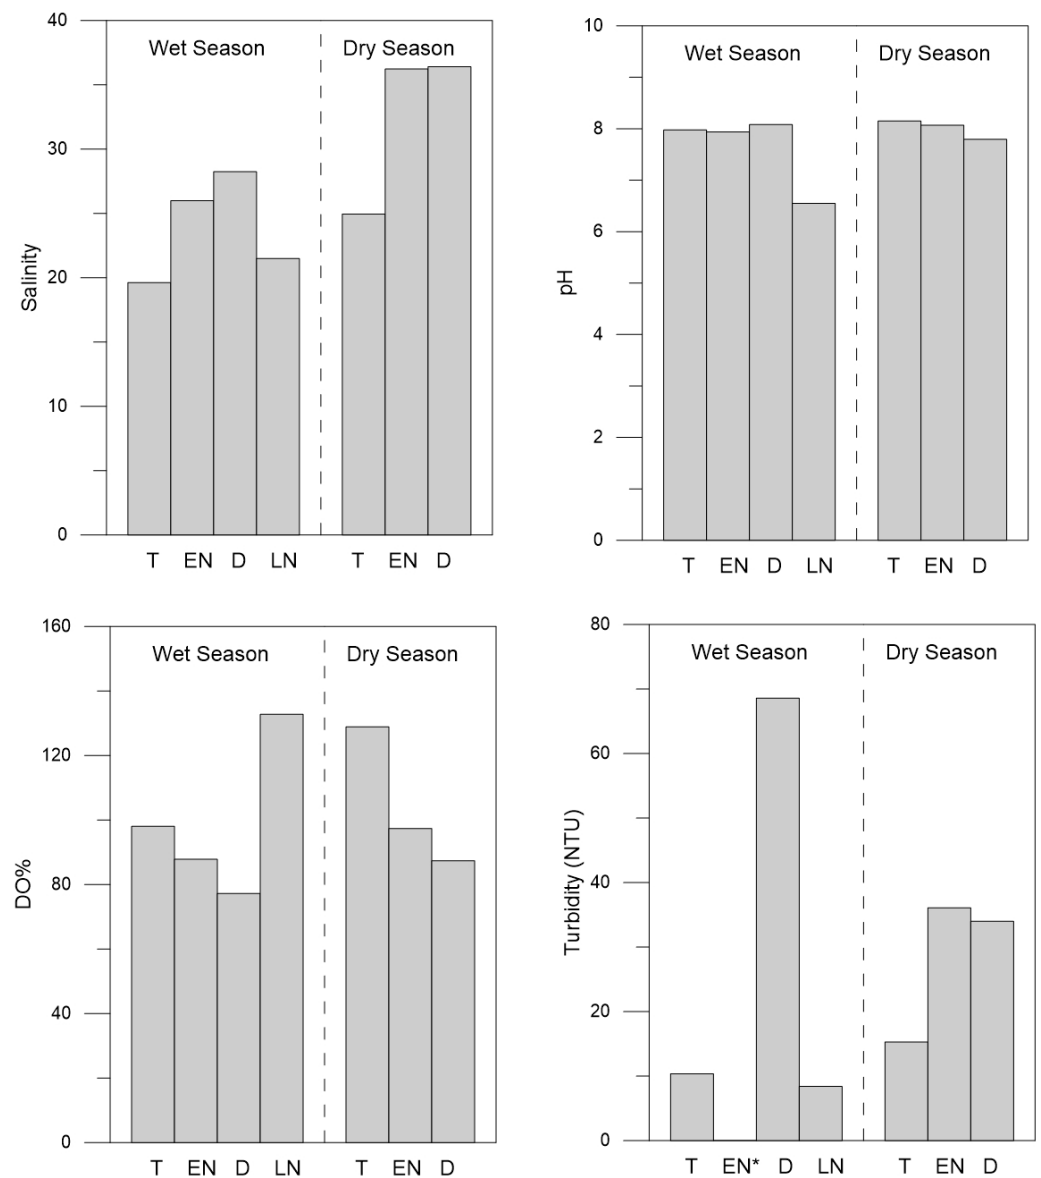 40
30
20
10
0
Salinity
Wet Season
Dry Season
T EN D LN T EN D
10
8
6
4
2
0
pH
Wet Season
Dry Season
T EN D LN T EN D
160
120
80
40
0
DO%
Wet Season
Dry Season
T EN D LN T EN D
80
60
40
20
0
Turbidity (NTU)
Wet Season
Dry Season
T EN* D LN T EN D